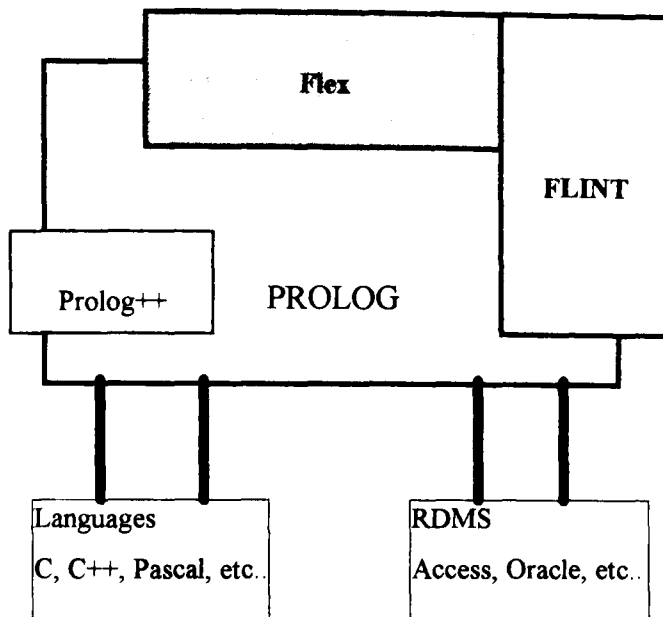 Flex
FLINT
Prolog++
PROLOG
Languages
C, C++, Pascal, etc..
RDMS
Access, Oracle, etc..